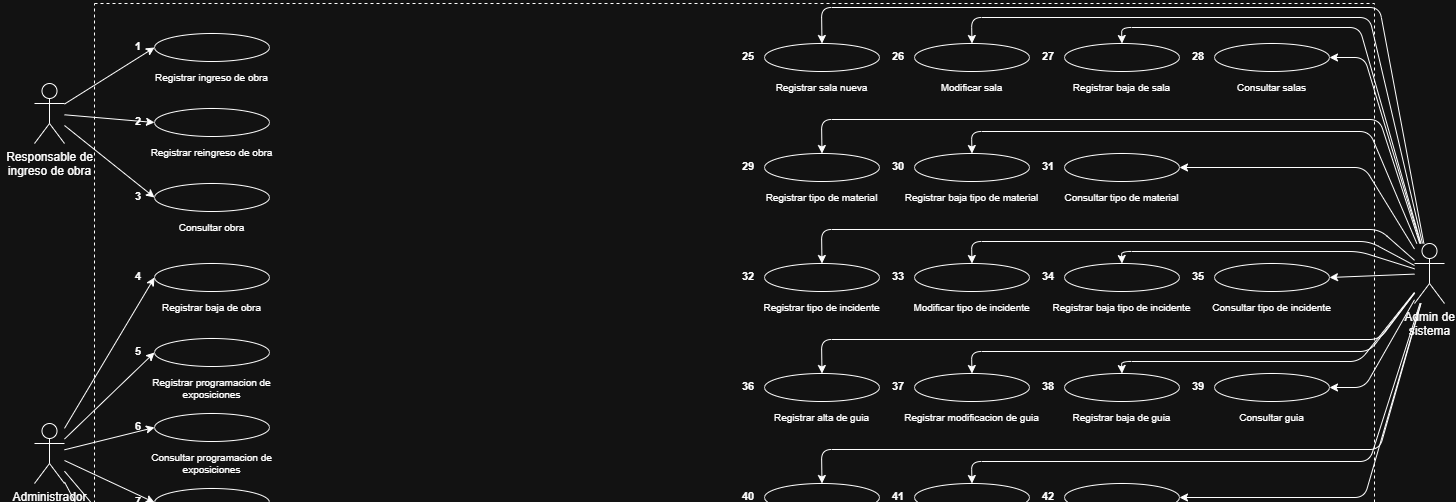 1
Registrar ingreso de obra
2
Registrar reingreso de obra
Responsable de
ingreso de obra
3
Consultar obra
4
Registrar baja de obra
5
Registrar programacion de
exposiciones
6
Consultar programacion de
exposiciones
Administrador
7
25
Registrar sala nueva
26
Modificar sala
27
Registrar baja de sala
28
Consultar salas
29
Registrar tipo de material
30
Registrar baja tipo de material
31
Consultar tipo de material
32
Registrar tipo de incidente
33
Modificar tipo de incidente
34
Registrar baja tipo de incidente
35
Consultar tipo de incidente
Admin de
sistema
36
Registrar alta de guia
37
Registrar modificacion de guia
38
Registrar baja de guia
39
Consultar guia
40
41
42